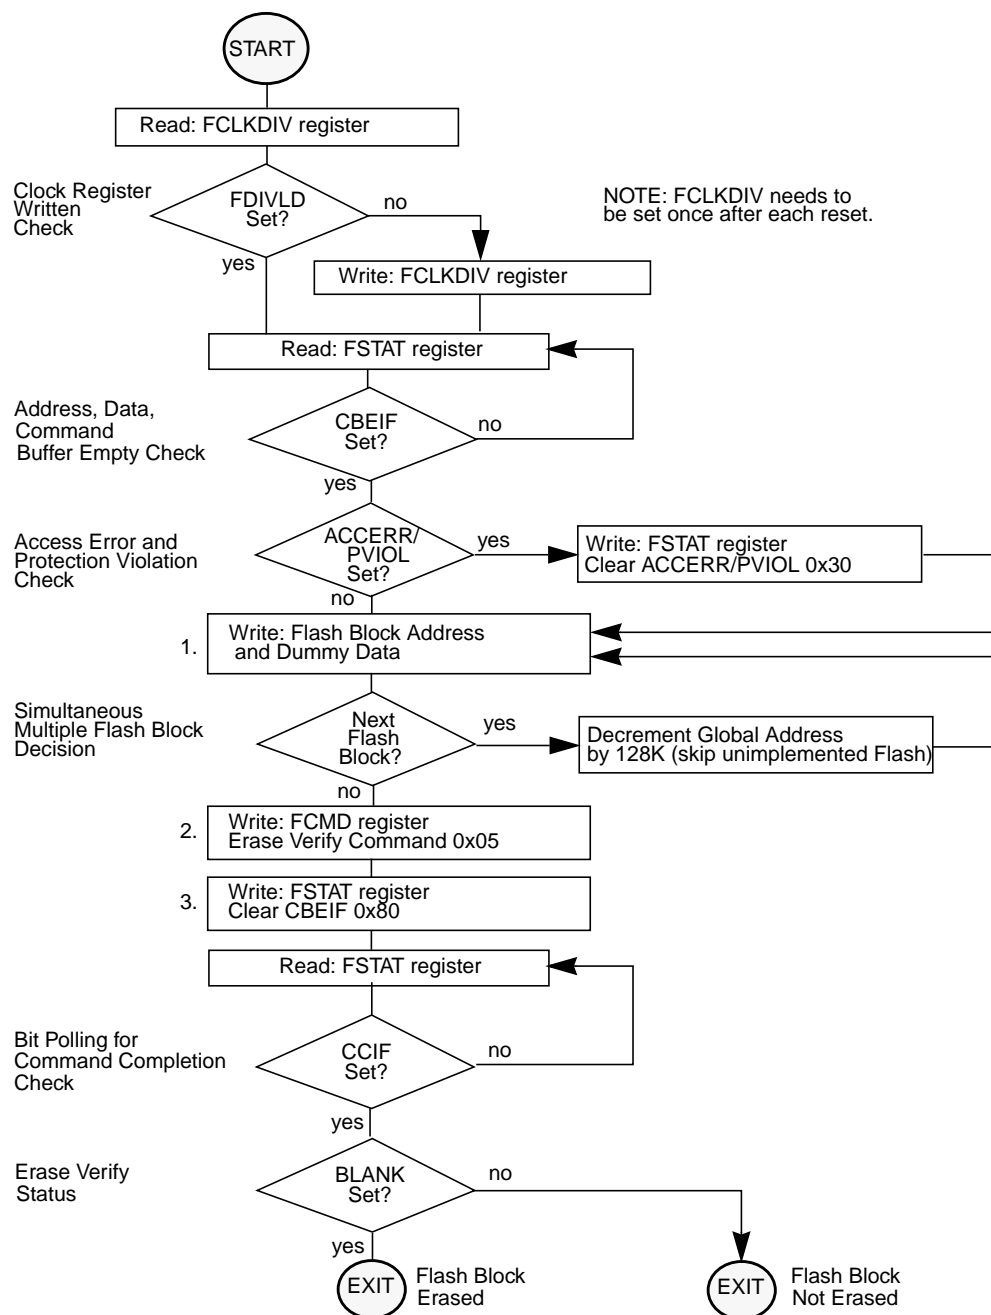 START
Read: FCLKDIV register
Clock Register
Written
Check
FDIVLD
Set?
no
yes
NOTE: FCLKDIV needs to
be set once after each reset.
Write: FCLKDIV register
Read: FSTAT register
Address, Data,
Command
Buffer Empty Check
CBEIF
Set?
no
yes
Access Error and
Protection Violation
Check
ACCERR/
PVIOL
Set?
yes
no
Write: FSTAT register
Clear ACCERR/PVIOL 0x30
1.
Write: Flash Block Address
and Dummy Data
Simultaneous
Multiple Flash Block
Decision
Next
Flash
Block?
yes
no
Decrement Global Address
by 128K (skip unimplemented Flash)
2.
Write: FCMD register
Erase Verify Command 0x05
3.
Write: FSTAT register
Clear CBEIF 0x80
Read: FSTAT register
Bit Polling for
Command Completion
Check
CCIF
Set?
no
yes
Erase Verify
Status
BLANK
Set?
no
yes
EXIT
Flash Block
Erased
EXIT
Flash Block
Not Erased